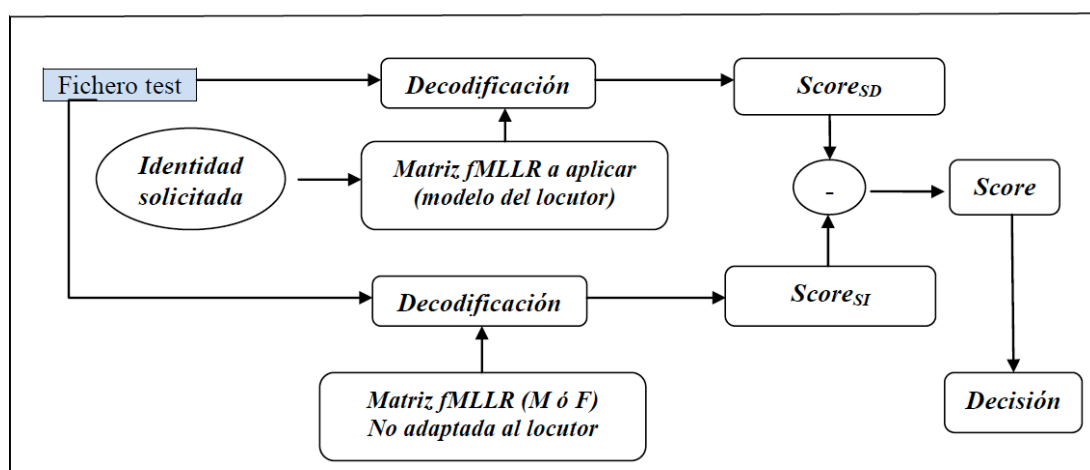 Fichero test
Decodificación
Score_SD
Identidad
solicitada
Matriz fMLLR a aplicar
(modelo del locutor)
-
Score
Decodificación
Score_SI
Matriz fMLLR (M ó F)
No adaptada al locutor
Decisión